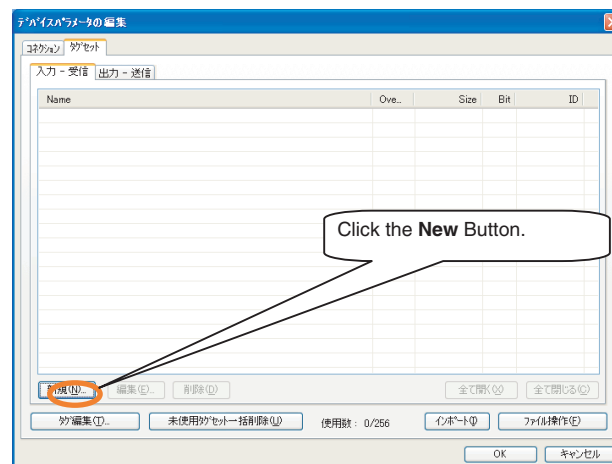 ﾃﾞﾊﾞｲｽﾊﾟﾗﾒｰﾀの編集
ｺﾈｸｼｮﾝ ﾀｸﾞｾｯﾄ
入力 - 受信 出力 - 送信
Name Ove... Size Bit ID
Click the New Button.
新規(N)... 編集(E)... 削除(D) 全て開く(X) 全て閉じる(C)
ﾀｸﾞ編集(T)... 未使用ﾀｸﾞｾｯﾄ一括削除(U) 使用数： 0/256 ｲﾝﾎﾟｰﾄ(I) ﾌｧｲﾙ操作(F)
OK ｷｬﾝｾﾙ